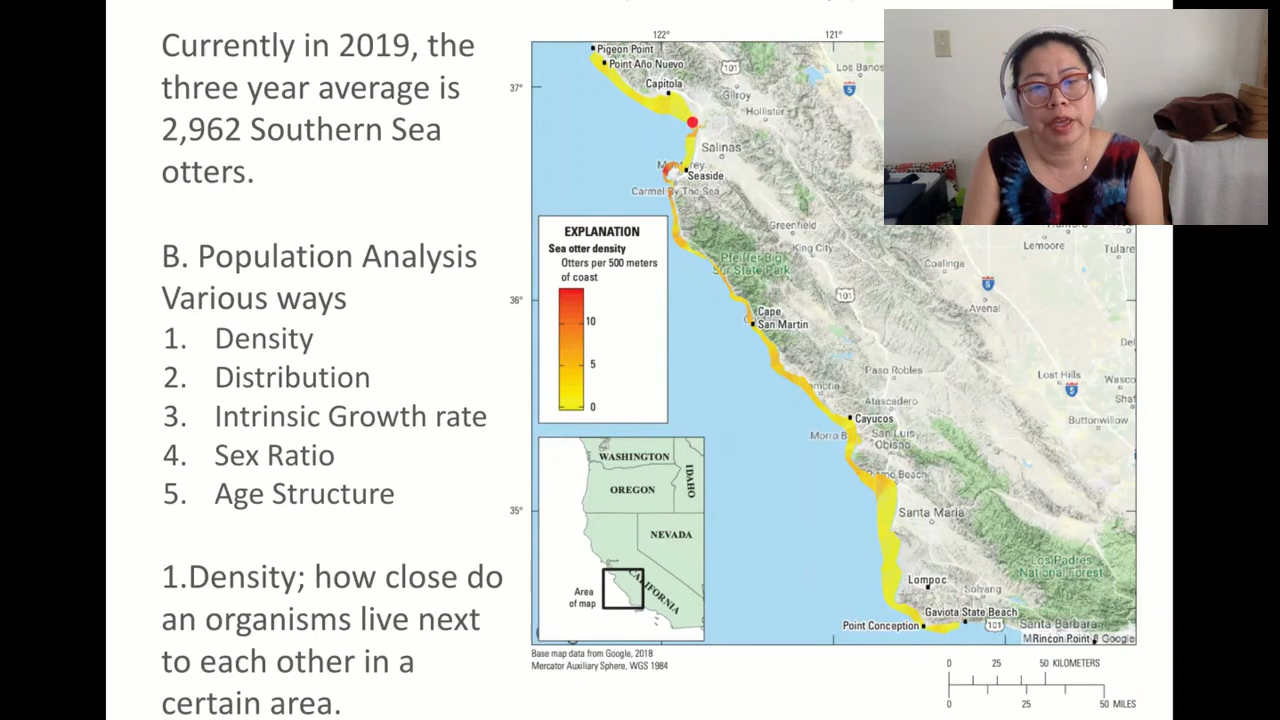 Currently in 2019, the
three year average is
2,962 Southern Sea
otters.
B. Population Analysis
Various ways
1. Density
2. Distribution
3. Intrinsic Growth rate
4. Sex Ratio
5. Age Structure
1.Density; how close do
an organisms live next
to each other in a
certain area.
122°
121°
37°
36°
35°
Pigeon Point
Point Año Nuevo
Capitola
101
Gilroy
Los Banos
5
Hollister
Salinas
Seaside
Carmel By The Sea
Greenfield
King City
Pfeiffer Big
Sur State Park
Lemoore
Tulare
Coalinga
5
101
Avenal
Cape
San Martin
Paso Robles
Lost Hills
5
Wasco
Atascadero
Buttonwillow
Cayucos
San Luis
Obispo
Santa Maria
Los Padres
National Forest
Lompoc
Solvang
Gaviota State Beach
Point Conception
101
Santa Barbara
Rincon Point
Google
EXPLANATION
Sea otter density
Otters per 500 meters
of coast
10
5
0
WASHINGTON
OREGON
IDAHO
NEVADA
CALIFORNIA
Area
of map
Base map data from Google, 2018
Mercator Auxiliary Sphere, WGS 1984
0 25 50 KILOMETERS
0 25 50 MILES